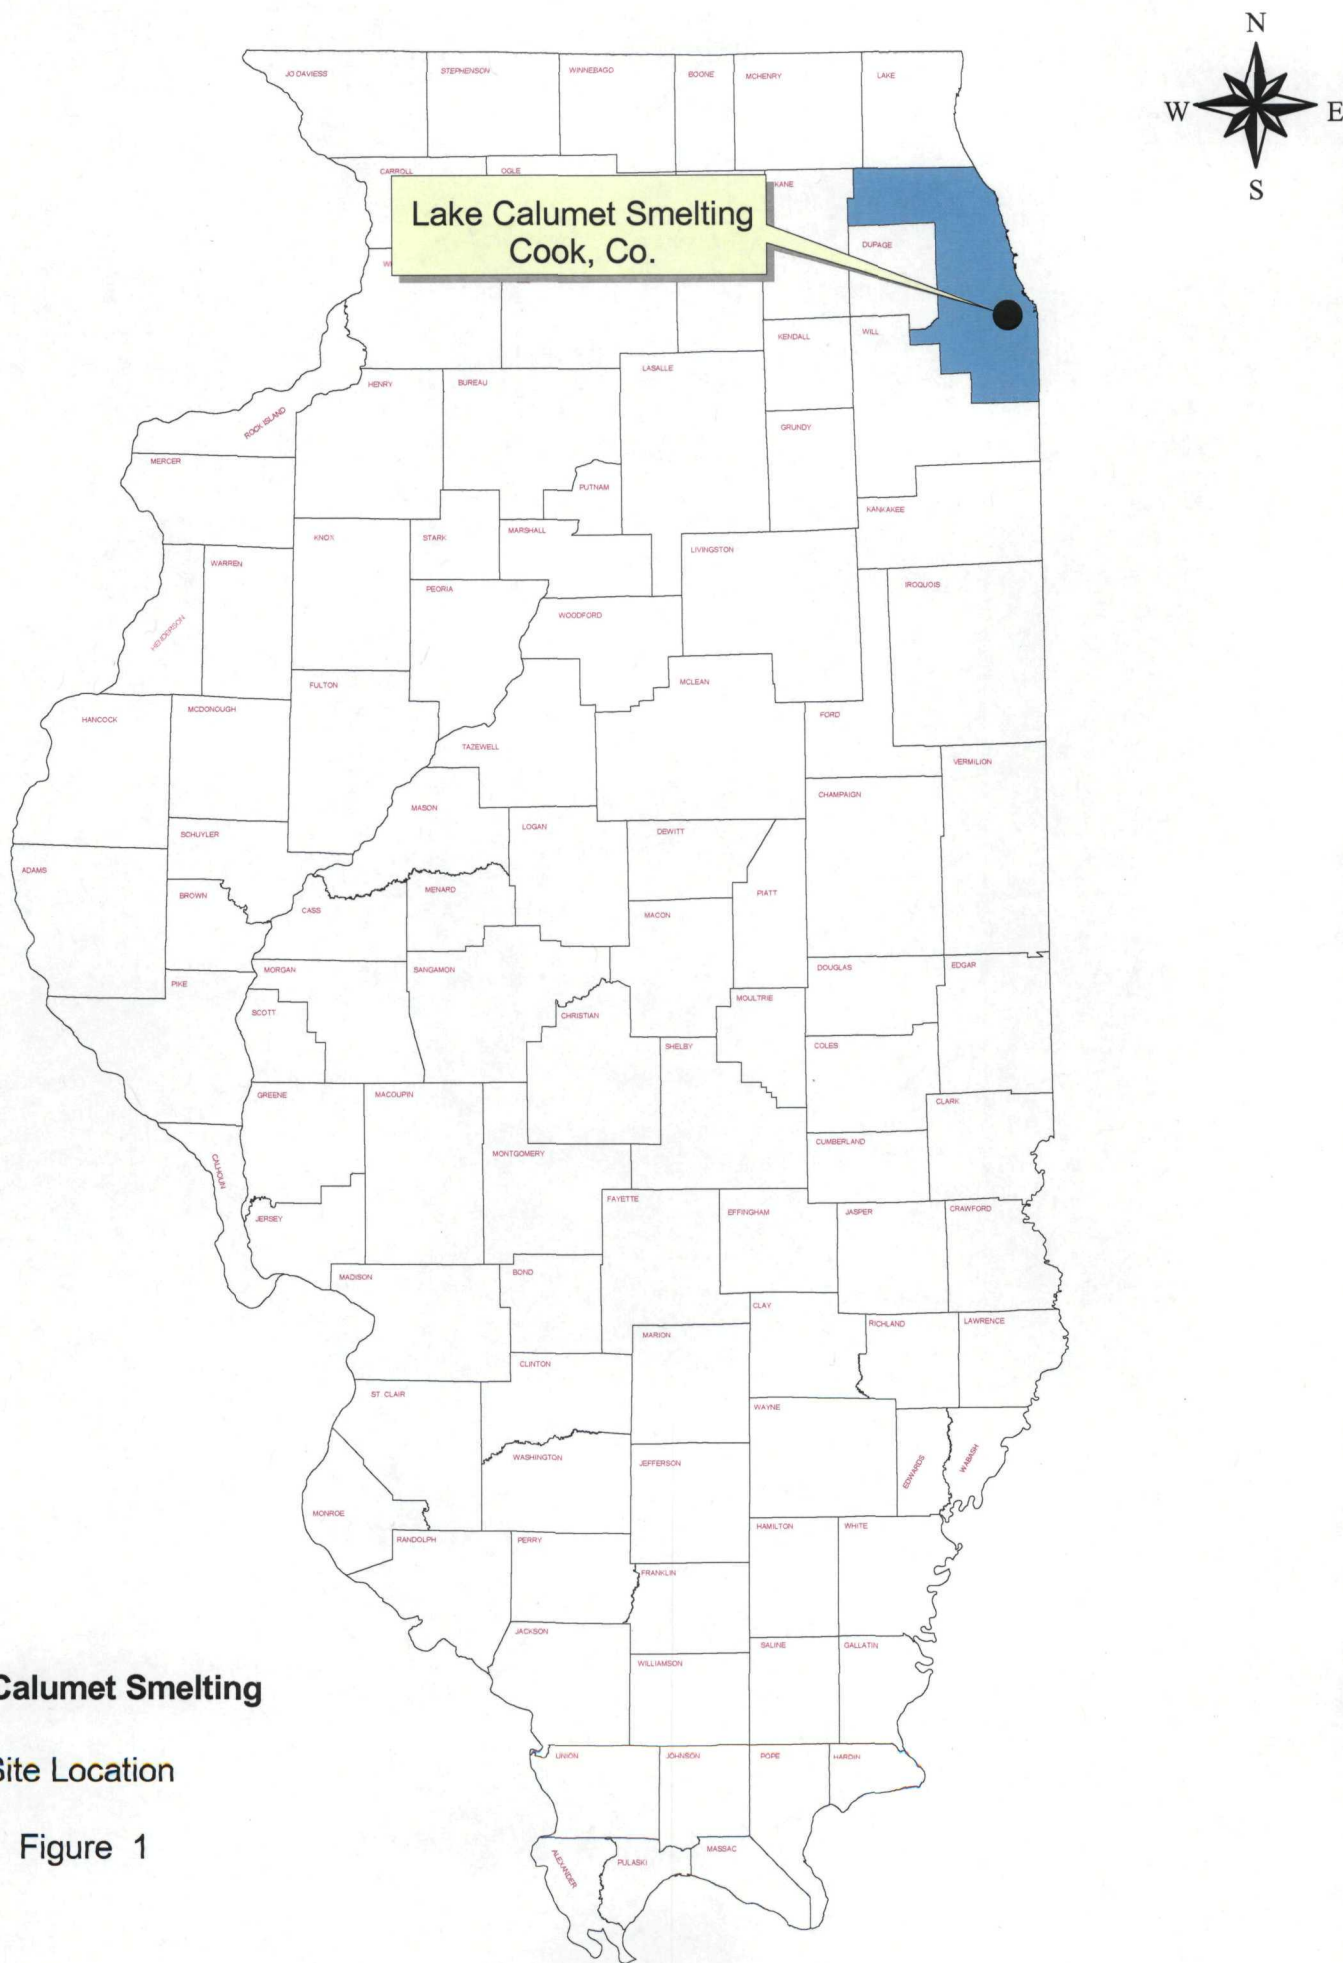 N
W E
S
JO DAVIESS
STEPHENSON
WINNEBAGO
BOONE
MCHENRY
LAKE
CARROLL
OGLE
KANE
Lake Calumet Smelting
Cook, Co.
DUPAGE
KENDALL
WILL
LASALLE
HENRY
BUREAU
ROCK ISLAND
GRUNDY
MERCER
PUTNAM
KANKAKEE
KNOX
STARK
MARSHALL
LIVINGSTON
WARREN
PEORIA
IROQUOIS
HENDERSON
WOODFORD
FULTON
MCLEAN
HANCOCK
MCDONOUGH
FORD
TAZEWELL
VERMILION
MASON
CHAMPAIGN
SCHUYLER
LOGAN
DEWITT
ADAMS
BROWN
CASS
MENARD
PIATT
MACON
PIKE
MORGAN
SANGAMON
DOUGLAS
EDGAR
SCOTT
CHRISTIAN
MOULTRIE
SHELBY
COLES
GREENE
MACOUPIN
CLARK
CALHOUN
MONTGOMERY
CUMBERLAND
JERSEY
FAYETTE
EFFINGHAM
JASPER
CRAWFORD
MADISON
BOND
CLAY
MARION
RICHLAND
LAWRENCE
CLINTON
ST CLAIR
WAYNE
WASHINGTON
JEFFERSON
EDWARDS
WABASH
MONROE
RANDOLPH
PERRY
HAMILTON
WHITE
FRANKLIN
JACKSON
WILLIAMSON
SALINE
GALLATIN
Calumet Smelting
Site Location
Figure 1
UNION
JOHNSON
POPE
HARDIN
ALEXANDER
PULASKI
MASSAC